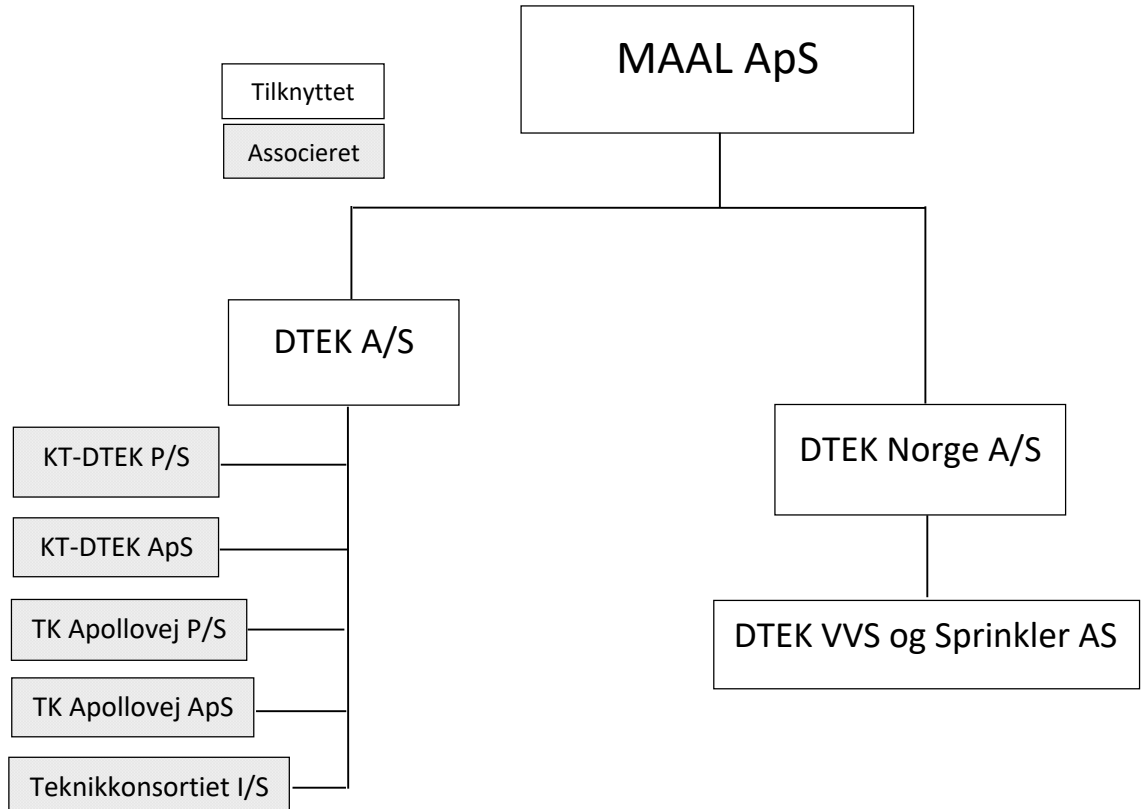 MAAL ApS
Tilknyttet
Associeret
DTEK A/S
KT-DTEK P/S
DTEK Norge A/S
KT-DTEK ApS
TK Apollovej P/S
DTEK VVS og Sprinkler AS
TK Apollovej ApS
Teknikkonsortiet I/S